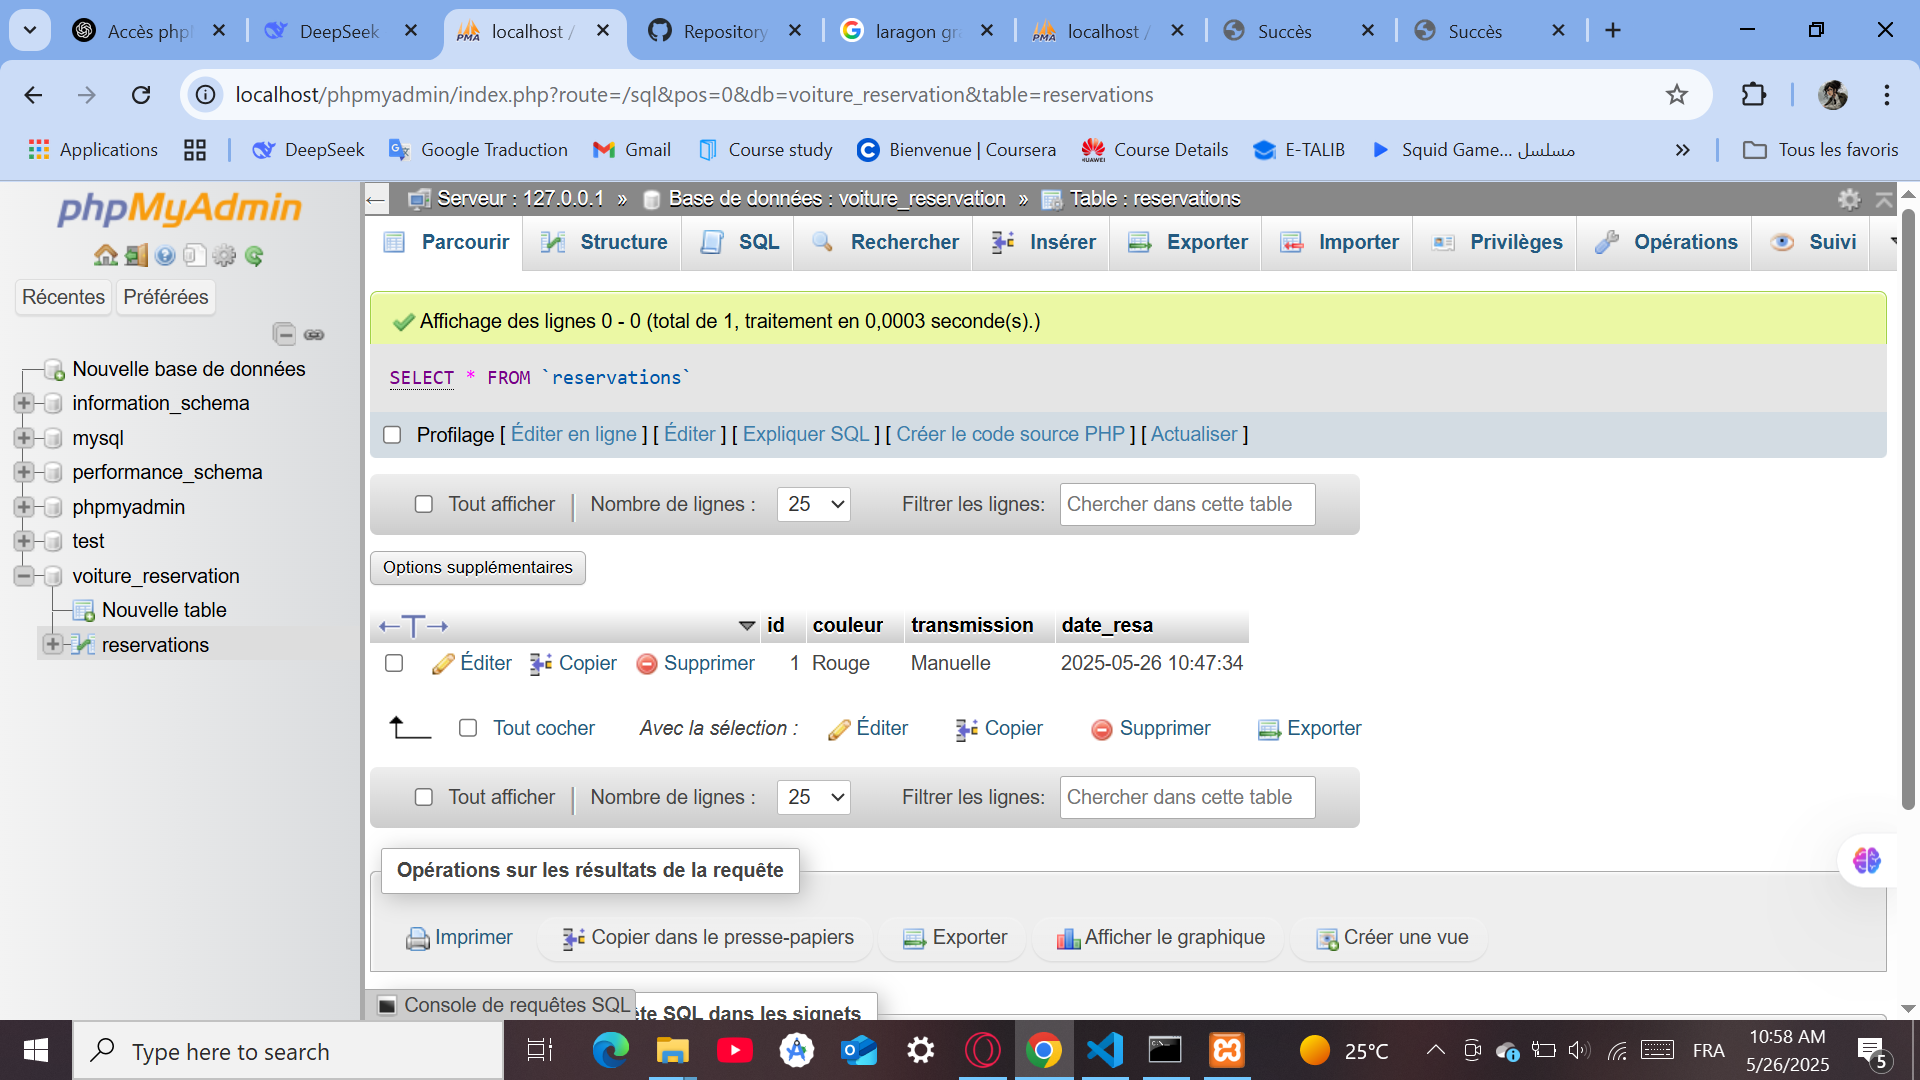 Accès php
DeepSeek
localhost /
Repository
laragon gr
localhost /
Succès
Succès
localhost/phpmyadmin/index.php?route=/sql&pos=0&db=voiture_reservation&table=reservations
Applications
DeepSeek
Google Traduction
Gmail
Course study
Bienvenue | Coursera
Course Details
E-TALIB
Squid Game... مسلسل
»
Tous les favoris
phpMyAdmin
Récentes
Préférées
Nouvelle base de données
information_schema
mysql
performance_schema
phpmyadmin
test
voiture_reservation
Nouvelle table
reservations
Serveur : 127.0.0.1 » Base de données : voiture_reservation » Table : reservations
Parcourir
Structure
SQL
Rechercher
Insérer
Exporter
Importer
Privilèges
Opérations
Suivi
Affichage des lignes 0 - 0 (total de 1, traitement en 0,0003 seconde(s).)
SELECT * FROM `reservations`
Profilage [ Éditer en ligne ] [ Éditer ] [ Expliquer SQL ] [ Créer le code source PHP ] [ Actualiser ]
Tout afficher | Nombre de lignes : 25 Filtrer les lignes: Chercher dans cette table
Options supplémentaires
←T→ id couleur transmission date_resa
Éditer Copier Supprimer 1 Rouge Manuelle 2025-05-26 10:47:34
Tout cocher Avec la sélection : Éditer Copier Supprimer Exporter
Tout afficher | Nombre de lignes : 25 Filtrer les lignes: Chercher dans cette table
Opérations sur les résultats de la requête
Imprimer
Copier dans le presse-papiers
Exporter
Afficher le graphique
Créer une vue
Console de requêtes SQL
SQL dans les signets
Type here to search
25°C
FRA
10:58 AM
5/26/2025
5